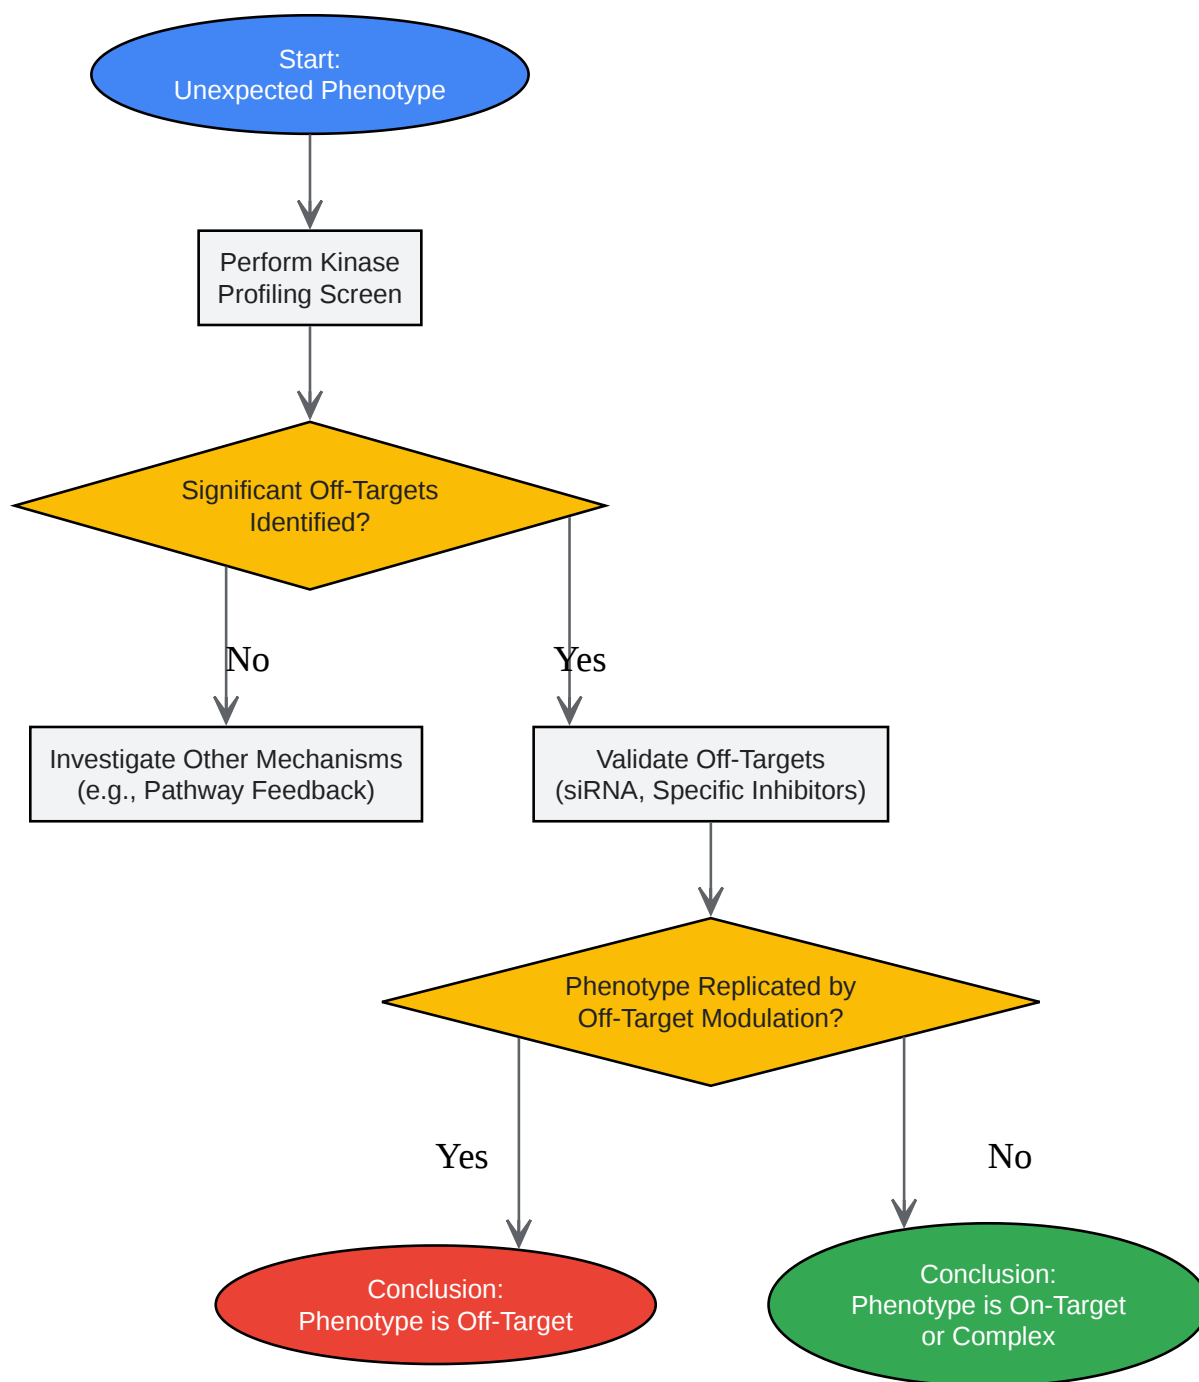 Start:
Unexpected Phenotype
Perform Kinase
Profiling Screen
Significant Off-Targets
Identified?
No
Yes
Investigate Other Mechanisms
(e.g., Pathway Feedback)
Validate Off-Targets
(siRNA, Specific Inhibitors)
Phenotype Replicated by
Off-Target Modulation?
Yes
No
Conclusion:
Phenotype is Off-Target
Conclusion:
Phenotype is On-Target
or Complex